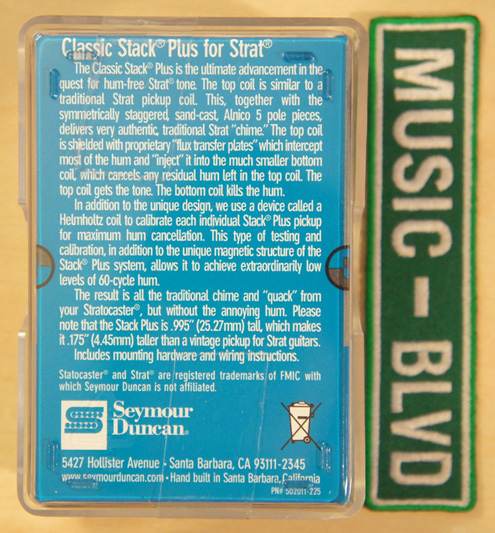 Classic Stack® Plus for Strat®
The Classic Stack® Plus is the ultimate advancement in the
quest for hum-free Strat® tone. The top coil is similar to a
traditional Strat pickup coil. This, together with the
symmetrically staggered, sand-cast, Alnico 5 pole pieces,
delivers very authentic, traditional Strat “chime.” The top coil
is shielded with proprietary “flux transfer plates” which intercept
most of the hum and “inject” it into the much smaller bottom
coil, which cancels any residual hum left in the top coil. The
top coil gets the tone. The bottom coil kills the hum.
In addition to the unique design, we use a device called a
Helmholtz coil to calibrate each individual Stack® Plus pickup
for maximum hum cancellation. This type of testing and
calibration, in addition to the unique magnetic structure of the
Stack® Plus system, allows it to achieve extraordinarily low
levels of 60-cycle hum.
The result is all the traditional chime and “quack” from
your Stratocaster®, but without the annoying hum. Please
note that the Stack Plus is .995” (25.27mm) tall, which makes
it .175” (4.45mm) taller than a vintage pickup for Strat guitars.
Includes mounting hardware and wiring instructions.
Statocaster® and Strat® are registered trademarks of FMIC with
which Seymour Duncan is not affiliated.
Seymour
Duncan®
5427 Hollister Avenue • Santa Barbara, CA 93111-2345
www.seymourduncan.com • Hand built in Santa Barbara, California
PN# 502011-225
MUSIC - BLVD